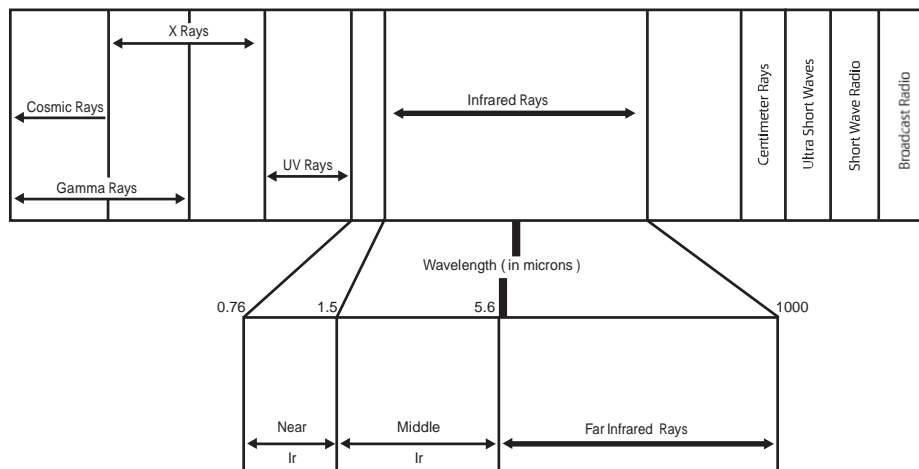 X Rays
Cosmic Rays
Gamma Rays
UV Rays
Infrared Rays
Centimeter Rays
Ultra Short Waves
Short Wave Radio
Broadcast Radio
Wavelength ( in microns )
0.76
1.5
5.6
1000
Near
Ir
Middle
Ir
Far Infrared Rays